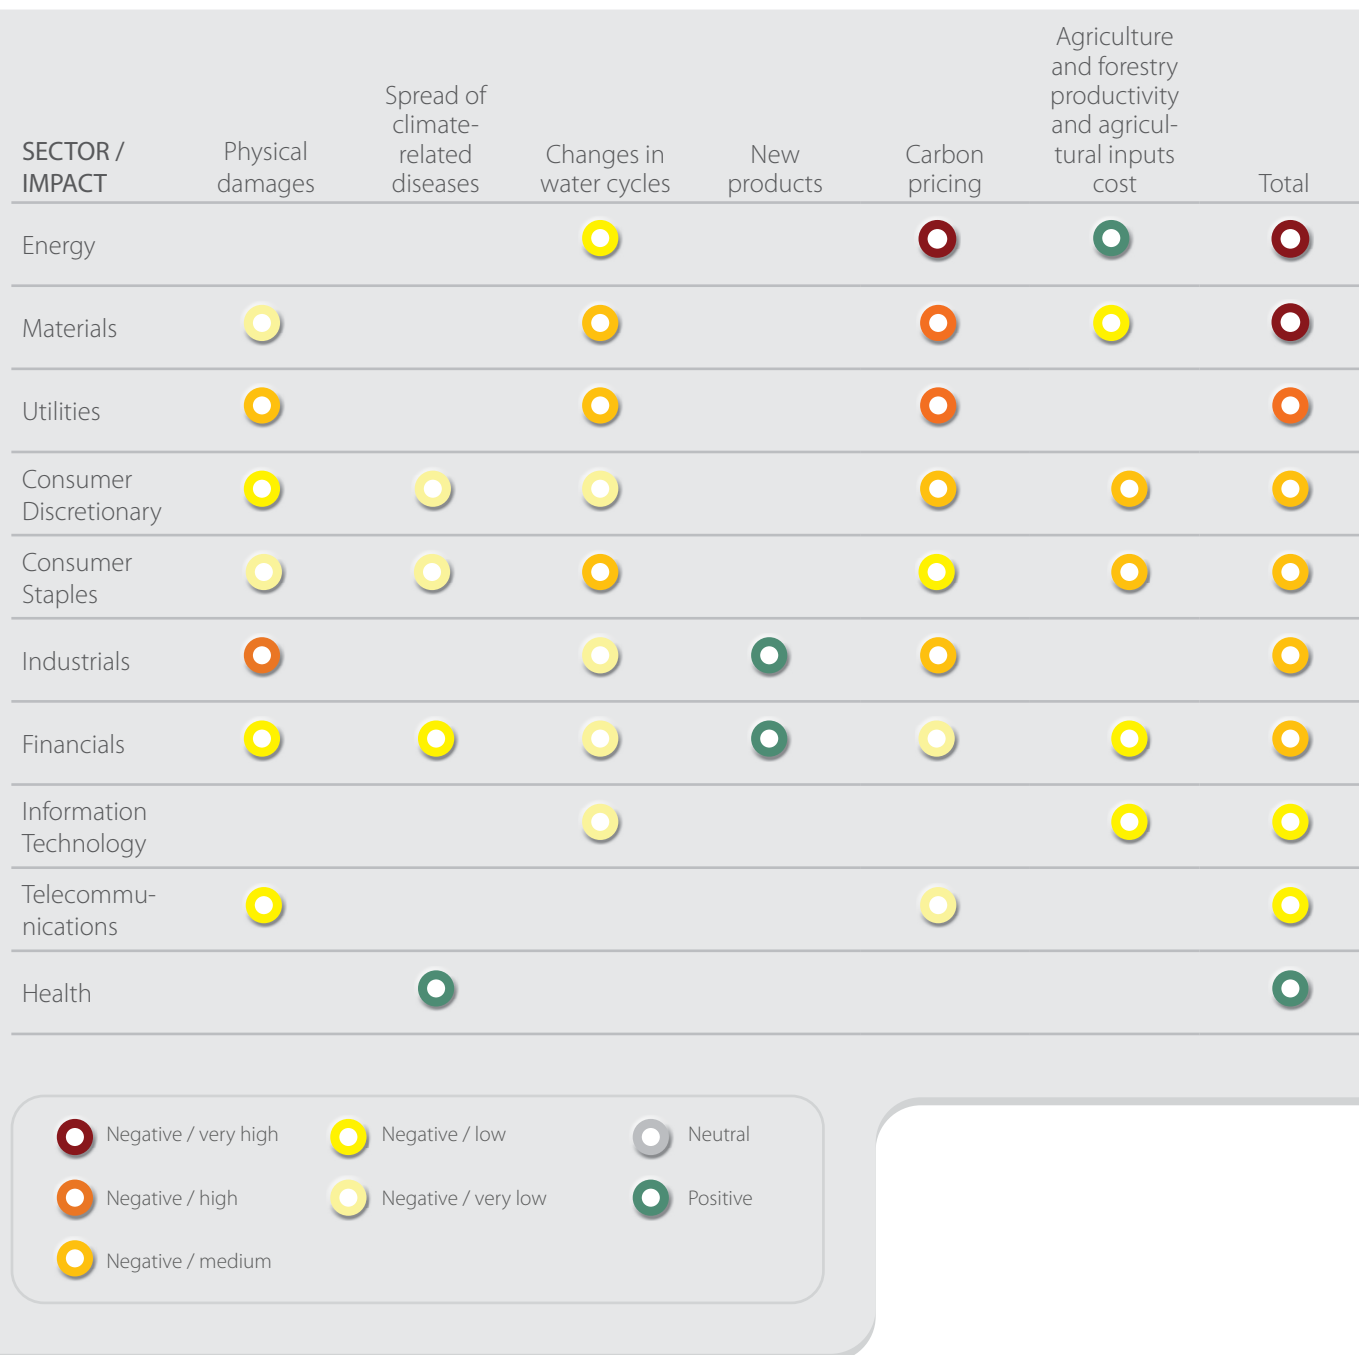 Agriculture
and forestry
productivity
and agricul-
tural inputs
cost
Spread of
climate-
related
diseases
SECTOR /
IMPACT
Physical
damages
Changes in
water cycles
New
products
Carbon
pricing
Total
Energy
Materials
Utilities
Consumer
Discretionary
Consumer
Staples
Industrials
Financials
Information
Technology
Telecommu-
nications
Health
Negative / very high
Negative / low
Neutral
Negative / high
Negative / very low
Positive
Negative / medium